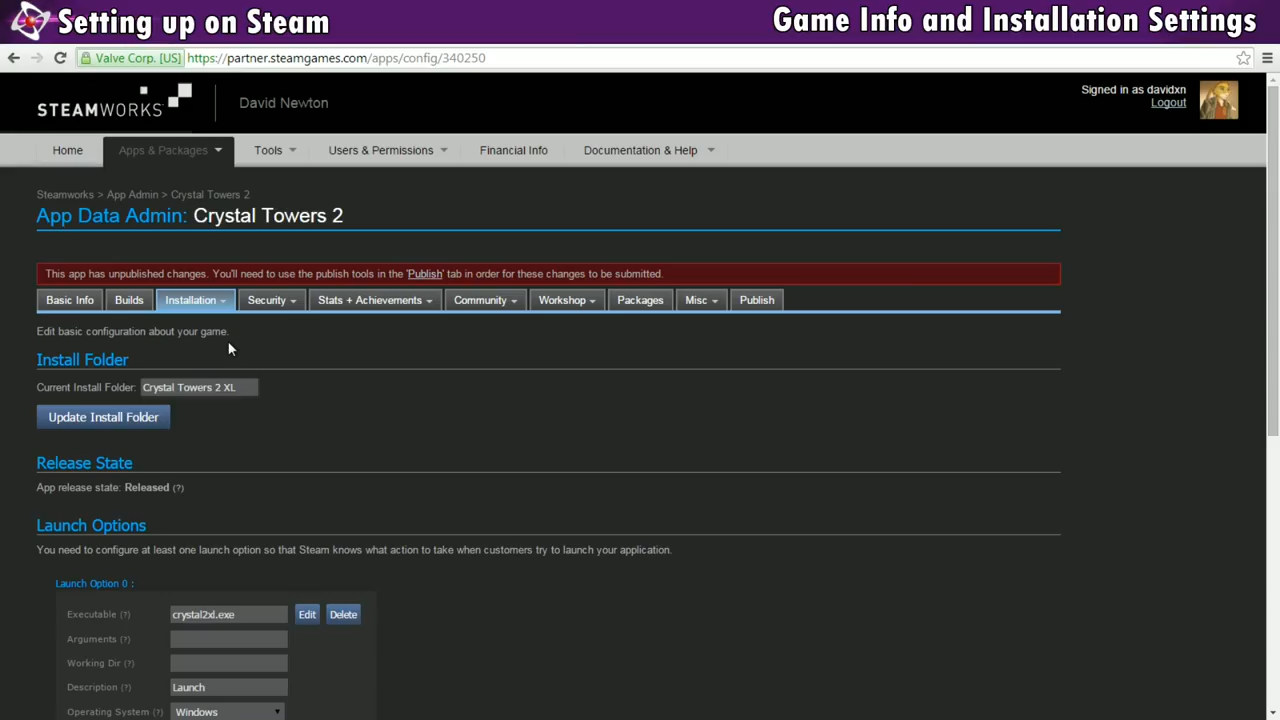 Setting up on Steam
Game Info and Installation Settings
Valve Corp. [US] https://partner.steamgames.com/apps/config/340250
STEAMWORKS David Newton
Signed in as davidxn
Logout
Home Apps & Packages Tools Users & Permissions Financial Info Documentation & Help
Steamworks > App Admin > Crystal Towers 2
App Data Admin: Crystal Towers 2
This app has unpublished changes. You'll need to use the publish tools in the 'Publish' tab in order for these changes to be submitted.
Basic Info Builds Installation Security Stats + Achievements Community Workshop Packages Misc Publish
Edit basic configuration about your game.
Install Folder
Current Install Folder: Crystal Towers 2 XL
Update Install Folder
Release State
App release state: Released (?)
Launch Options
You need to configure at least one launch option so that Steam knows what action to take when customers try to launch your application.
Launch Option 0 :
Executable (?) crystal2xl.exe Edit Delete
Arguments (?)
Working Dir (?)
Description (?) Launch
Operating System (?) Windows